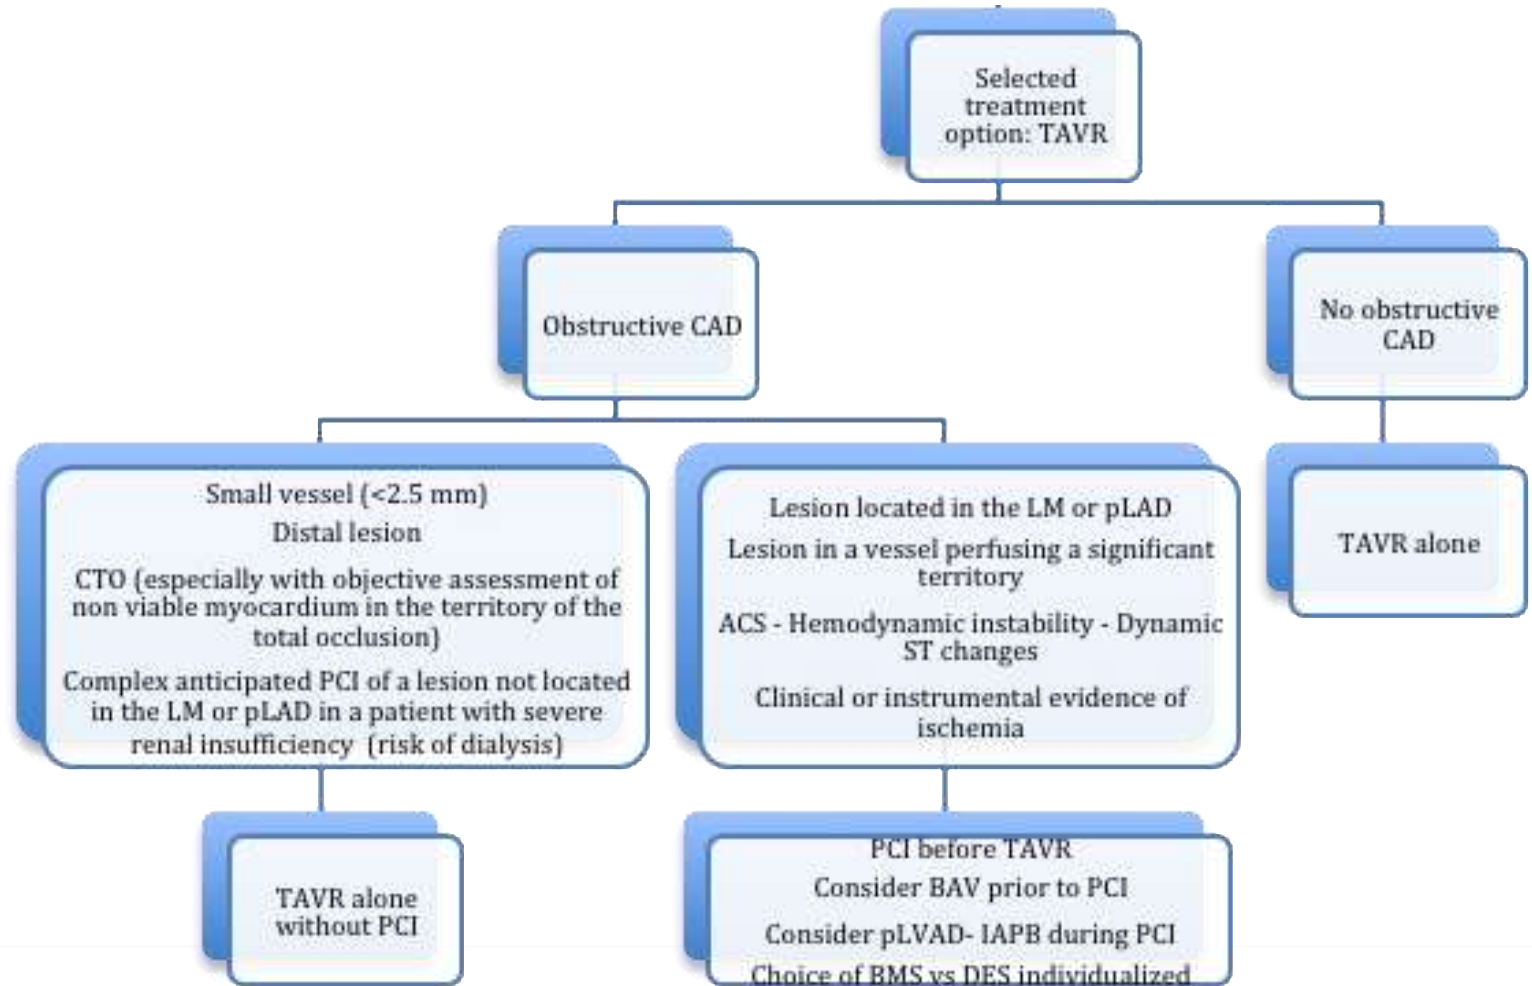 Selected
treatment
option: TAVR
Obstructive CAD
No obstructive
CAD
Small vessel (<2.5 mm)
Distal lesion
CTO (especially with objective assessment of
non viable myocardium in the territory of the
total occlusion)
Complex anticipated PCI of a lesion not located
in the LM or pLAD in a patient with severe
renal insufficiency (risk of dialysis)
Lesion located in the LM or pLAD
Lesion in a vessel perfusing a significant
territory
ACS - Hemodynamic instability - Dynamic
ST changes
Clinical or instrumental evidence of
ischemia
TAVR alone
TAVR alone
without PCI
PCI before TAVR
Consider BAV prior to PCI
Consider pLVAD- IAPB during PCI
Choice of BMS vs DES individualized